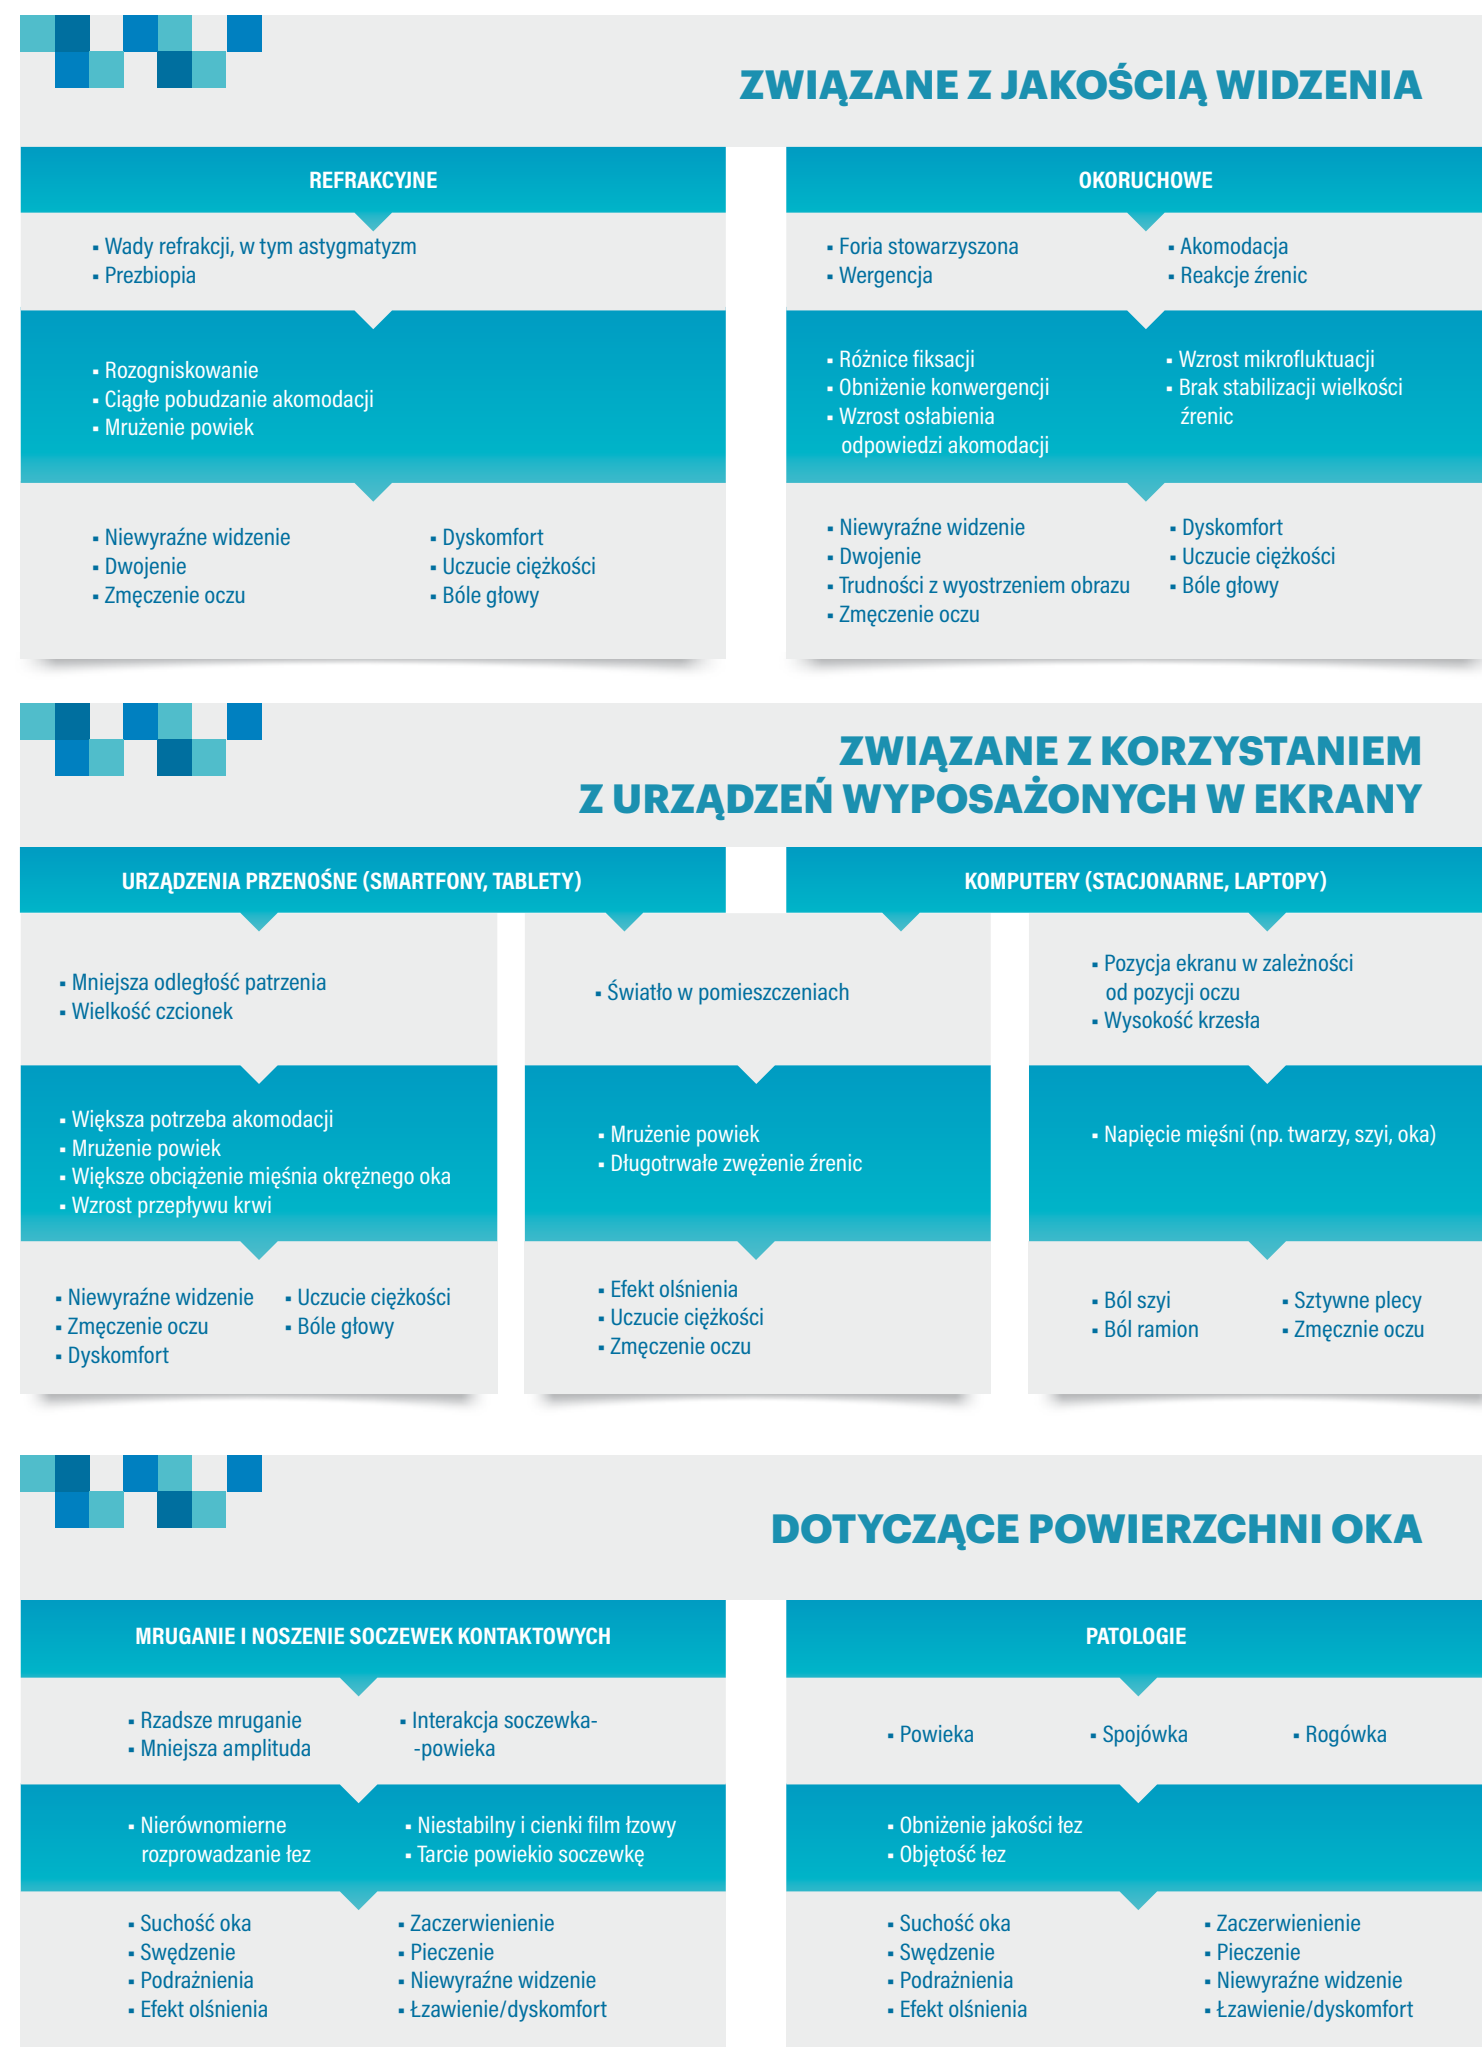 ZWIĄZANE Z JAKOŚCIĄ WIDZENIA
REFRAKCYJNE
▪ Wady refrakcji, w tym astygmatyzm
▪ Prezbiopia
▪ Rozogniskowanie
▪ Ciągłe pobudzanie akomodacji
▪ Mrużenie powiek
▪ Niewyraźne widzenie
▪ Dwojenie
▪ Zmęczenie oczu
▪ Dyskomfort
▪ Uczucie ciężkości
▪ Bóle głowy
OKORUCHOWE
▪ Foria stowarzyszona
▪ Wergencja
▪ Akomodacja
▪ Reakcje źrenic
▪ Różnice fiksacji
▪ Obniżenie konwergencji
▪ Wzrost osłabienia
odpowiedzi akomodacji
▪ Wzrost mikrofluktuacji
▪ Brak stabilizacji wielkości
źrenic
▪ Niewyraźne widzenie
▪ Dwojenie
▪ Trudności z wyostrzeniem obrazu
▪ Zmęczenie oczu
▪ Dyskomfort
▪ Uczucie ciężkości
▪ Bóle głowy
ZWIĄZANE Z KORZYSTANIEM
Z URZĄDZEŃ WYPOSAŻONYCH W EKRANY
URZĄDZENIA PRZENOŚNE (SMARTFONY, TABLETY)
KOMPUTERY (STACJONARNE, LAPTOPY)
▪ Mniejsza odległość patrzenia
▪ Wielkość czcionek
▪ Większa potrzeba akomodacji
▪ Mrużenie powiek
▪ Większe obciążenie mięśnia okrężnego oka
▪ Wzrost przepływu krwi
▪ Niewyraźne widzenie
▪ Zmęczenie oczu
▪ Dyskomfort
▪ Uczucie ciężkości
▪ Bóle głowy
▪ Światło w pomieszczeniach
▪ Mrużenie powiek
▪ Długotrwałe zwężenie źrenic
▪ Efekt olśnienia
▪ Uczucie ciężkości
▪ Zmęczenie oczu
▪ Pozycja ekranu w zależności
od pozycji oczu
▪ Wysokość krzesła
▪ Napięcie mięśni (np. twarzy, szyi, oka)
▪ Ból szyi
▪ Ból ramion
▪ Sztywne plecy
▪ Zmęcznie oczu
DOTYCZĄCE POWIERZCHNI OKA
MRUGANIE I NOSZENIE SOCZEWEK KONTAKTOWYCH
▪ Rzadsze mruganie
▪ Mniejsza amplituda
▪ Interakcja soczewka-
-powieka
▪ Nierównomierne
rozprowadzanie łez
▪ Niestabilny i cienki film łzowy
▪ Tarcie powiekio soczewkę
▪ Suchość oka
▪ Swędzenie
▪ Podrażnienia
▪ Efekt olśnienia
▪ Zaczerwienienie
▪ Pieczenie
▪ Niewyraźne widzenie
▪ Łzawienie/dyskomfort
PATOLOGIE
▪ Powieka
▪ Spojówka
▪ Rogówka
▪ Obniżenie jakości łez
▪ Objętość łez
▪ Suchość oka
▪ Swędzenie
▪ Podrażnienia
▪ Efekt olśnienia
▪ Zaczerwienienie
▪ Pieczenie
▪ Niewyraźne widzenie
▪ Łzawienie/dyskomfort